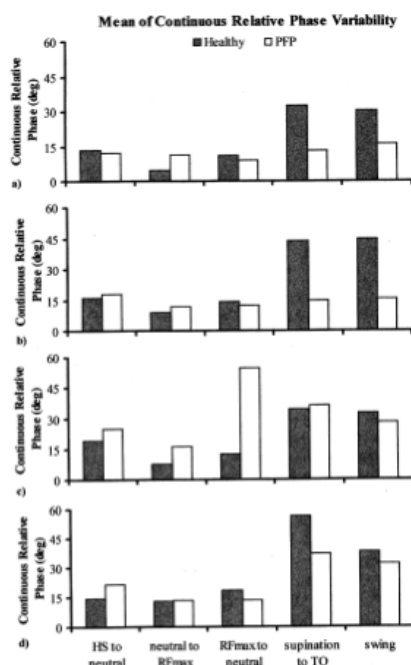 Mean of Continuous Relative Phase Variability
Healthy PFP
Continuous Relative
Phase (deg)
60
45
30
15
0
a)
Continuous Relative
Phase (deg)
60
45
30
15
0
b)
Continuous Relative
Phase (deg)
60
45
30
15
0
c)
Continuous Relative
Phase (deg)
60
45
30
15
0
d)
HS to neutral to RFmax to supination swing
neutral RFmax neutral to TO